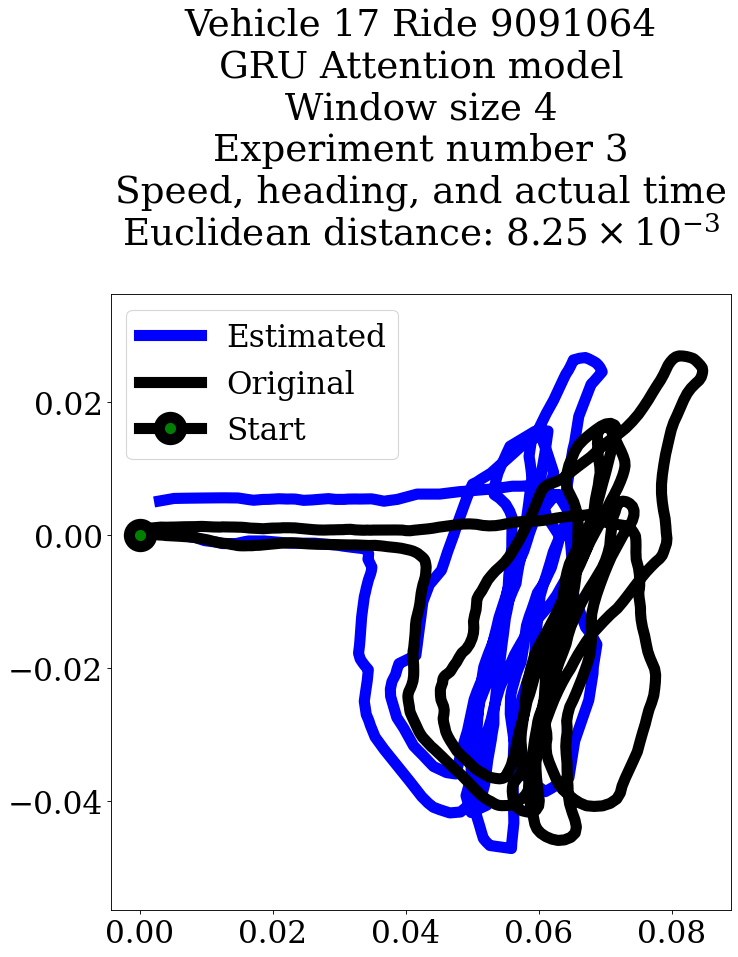 Vehicle 17 Ride 9091064
GRU Attention model
Window size 4
Experiment number 3
Speed, heading, and actual time
Euclidean distance: 8.25 × 10⁻³
Estimated
Original
Start
0.02
0.00
−0.02
−0.04
0.00 0.02 0.04 0.06 0.08